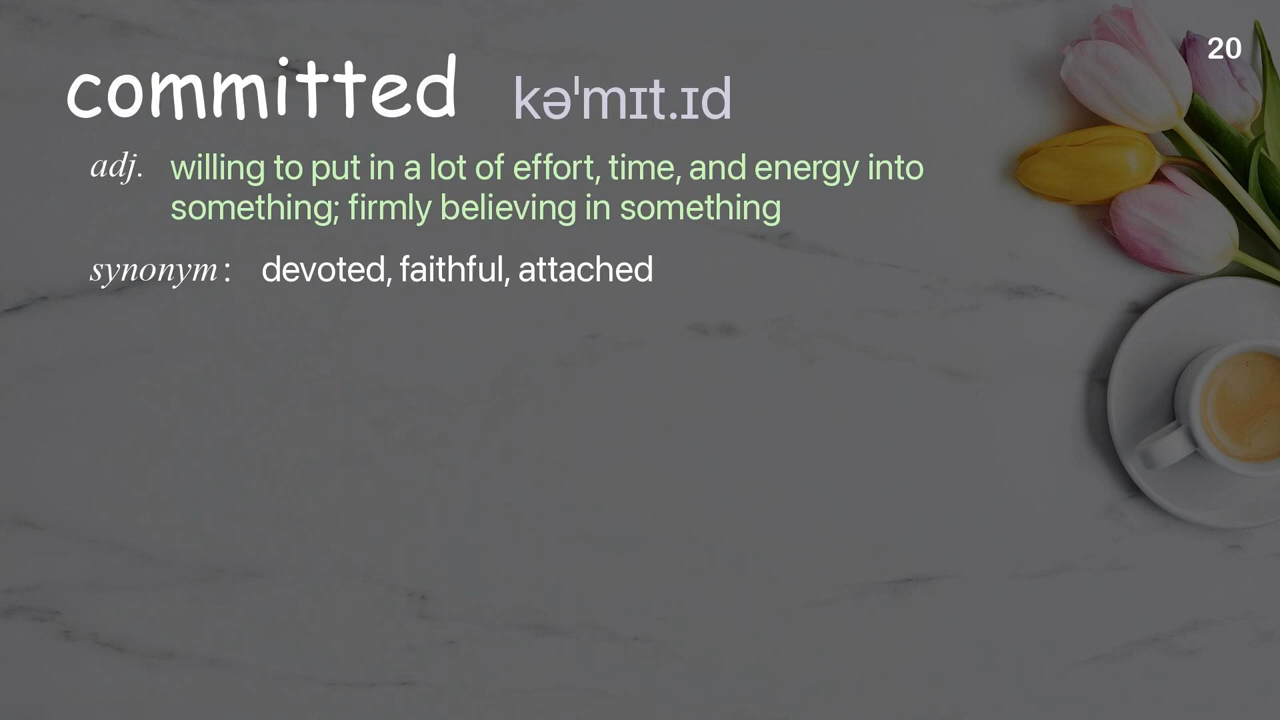 20
committed kəˈmɪt.ɪd
adj. willing to put in a lot of effort, time, and energy into
something; firmly believing in something
synonym: devoted, faithful, attached